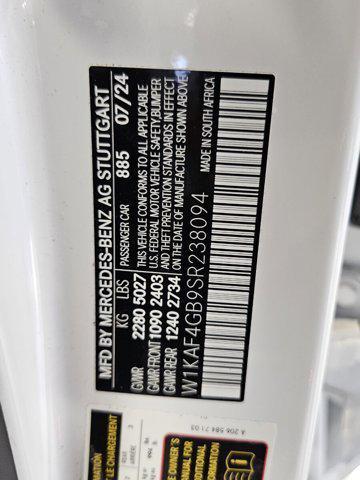 MFD BY MERCEDES-BENZ AG STUTTGART
PASSENGER CAR 885 07/24
KG LBS
GVWR 2280 5027
GAWR FRONT 1090 2403
GAWR REAR 1240 2734
THIS VEHICLE CONFORMS TO ALL APPLICABLE
U.S. FEDERAL MOTOR VEHICLE SAFETY, BUMPER
AND THEFT PREVENTION STANDARDS IN EFFECT
ON THE DATE OF MANUFACTURE SHOWN ABOVE
MADE IN SOUTH AFRICA
W1KAF4GB9SR238094
A 206 584 71 03